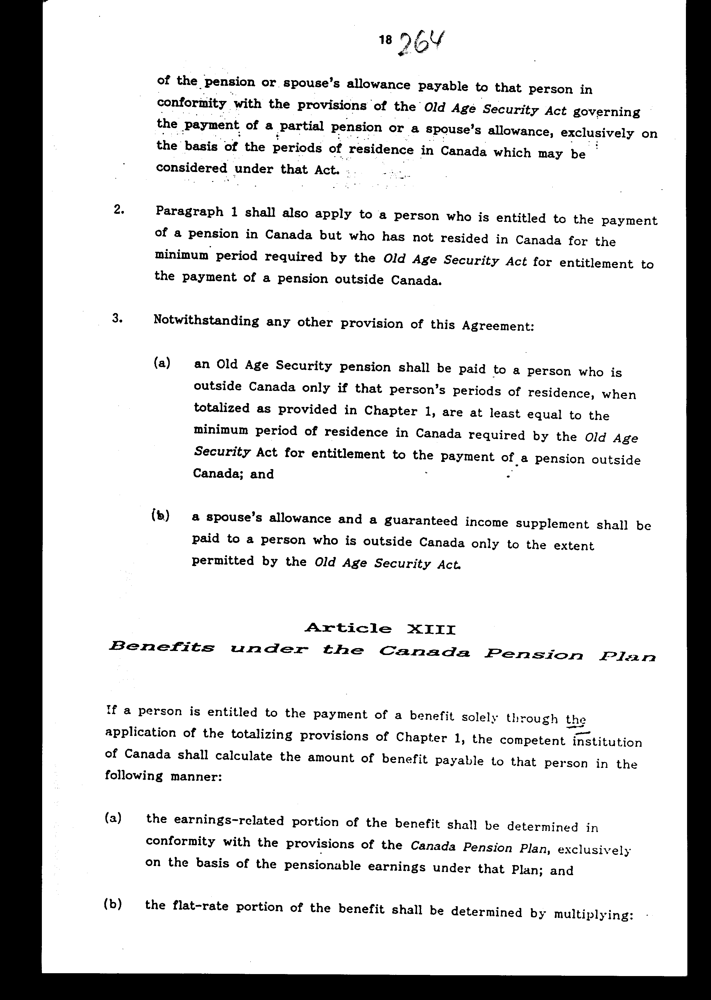 18 264
of the pension or spouse's allowance payable to that person in
conformity with the provisions of the Old Age Security Act governing
the payment of a partial pension or a spouse's allowance, exclusively on
the basis of the periods of residence in Canada which may be
considered under that Act.
2. Paragraph 1 shall also apply to a person who is entitled to the payment
of a pension in Canada but who has not resided in Canada for the
minimum period required by the Old Age Security Act for entitlement to
the payment of a pension outside Canada.
3. Notwithstanding any other provision of this Agreement:
(a) an Old Age Security pension shall be paid to a person who is
outside Canada only if that person's periods of residence, when
totalized as provided in Chapter 1, are at least equal to the
minimum period of residence in Canada required by the Old Age
Security Act for entitlement to the payment of a pension outside
Canada; and
(b) a spouse's allowance and a guaranteed income supplement shall be
paid to a person who is outside Canada only to the extent
permitted by the Old Age Security Act.
Article XIII
Benefits under the Canada Pension Plan
If a person is entitled to the payment of a benefit solely through the
application of the totalizing provisions of Chapter 1, the competent institution
of Canada shall calculate the amount of benefit payable to that person in the
following manner:
(a) the earnings-related portion of the benefit shall be determined in
conformity with the provisions of the Canada Pension Plan, exclusively
on the basis of the pensionable earnings under that Plan; and
(b) the flat-rate portion of the benefit shall be determined by multiplying: